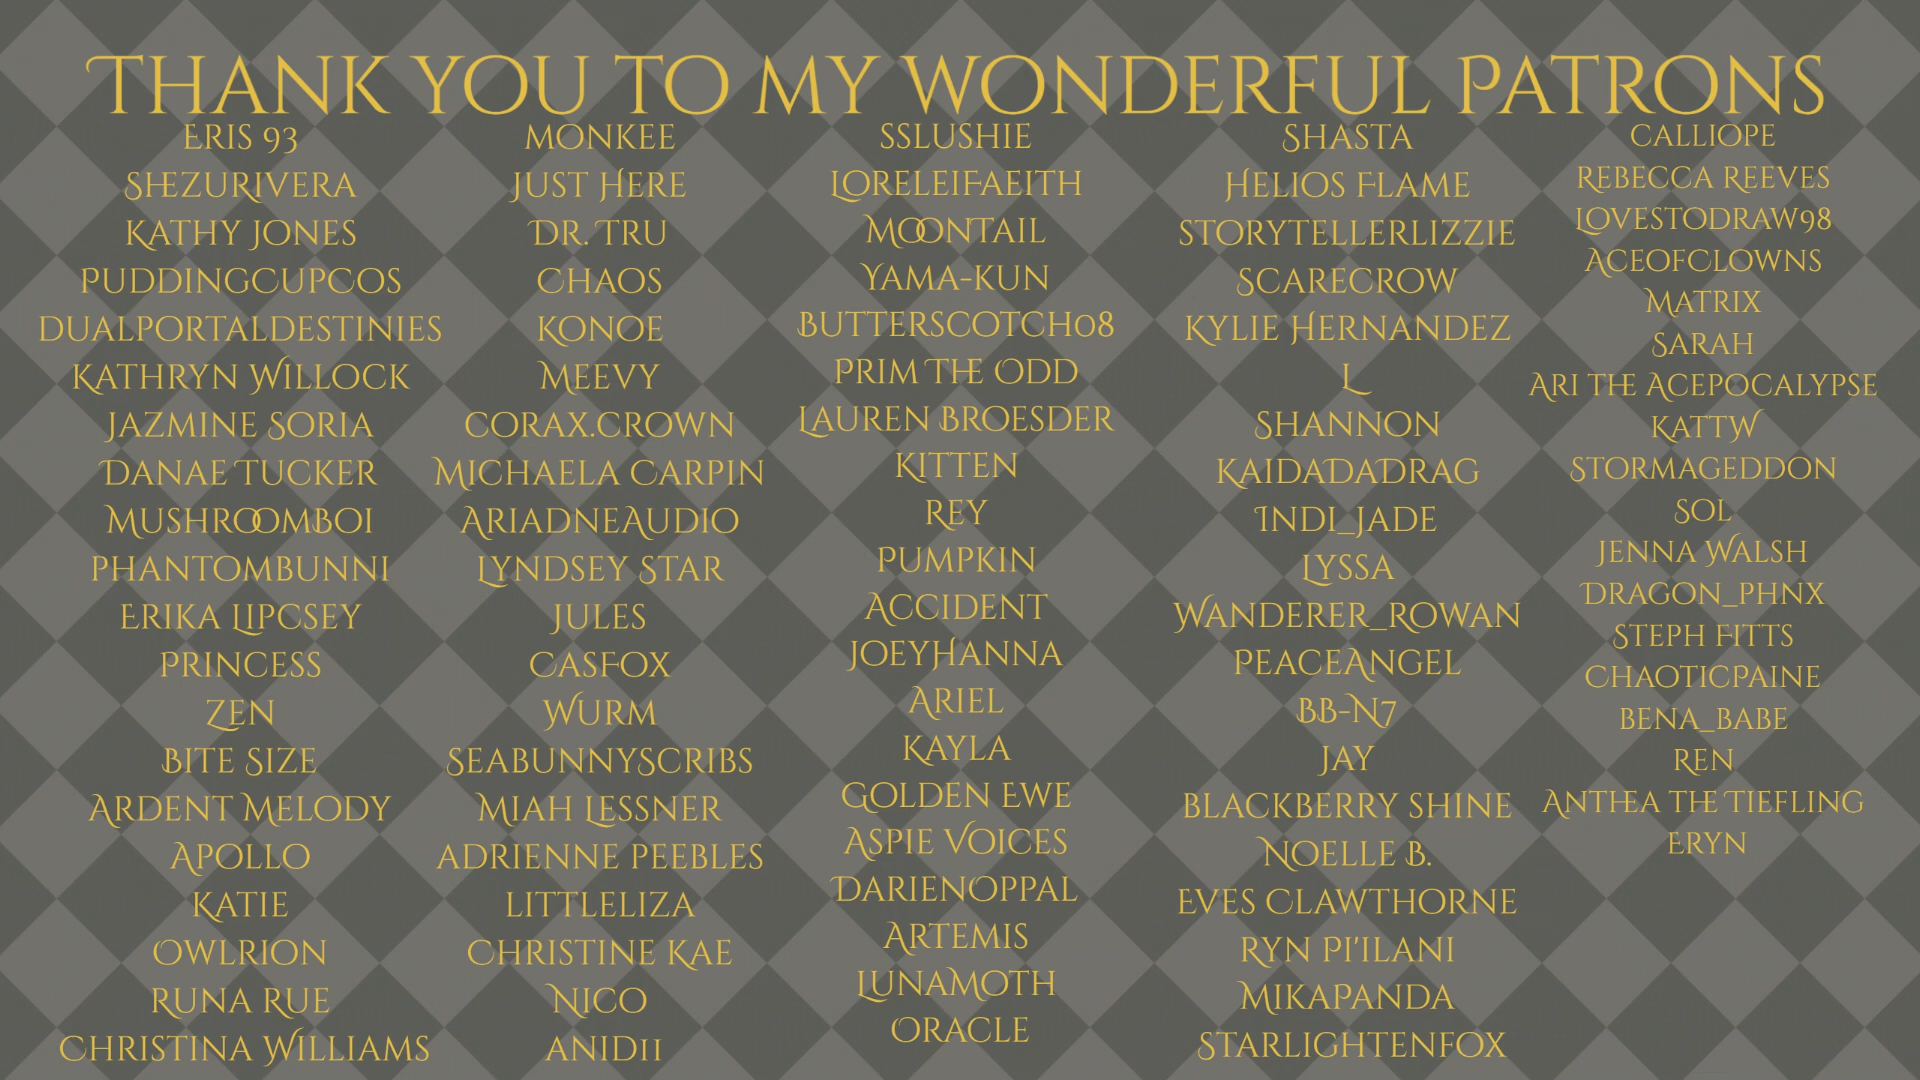 Thank you to my wonderful Patrons
Eris 93
ShezuRivera
Kathy Jones
PuddingCupCos
dualportaldestinies
Kathryn Willock
Jazmine Soria
Danae Tucker
MushroomBoi
phantombunni
Erika Lipcsey
Princess
Zen
Bite Size
Ardent Melody
Apollo
Katie
Owlrion
Runa Rue
Christina Williams
monkee
Just Here
Dr. Tru
Chaos
Konoe
Meevy
corax.crown
Michaela Carpin
AriadneAudio
Lyndsey Star
Jules
Casfox
Wurm
SeabunnyScribs
Miah Lessner
adrienne peebles
littleliza
Christine Kae
Nico
anid11
sslushie
LoreleiFaeith
Moontail
Yama-kun
Butterscotch08
Prim The Odd
Lauren Broesder
Kitten
Rey
Pumpkin
Accident
JoeyHanna
Ariel
Kayla
Golden Ewe
Aspie Voices
DarienOppal
Artemis
LunaMoth
Oracle
Shasta
Helios Flame
storytellerlizzie
Scarecrow
Kylie Hernandez
L
Shannon
KaidaDaDrag
Indi_Jade
Lyssa
Wanderer_Rowan
PeaceAngel
BB-N7
Jay
blackberry shine
Noelle B.
Eves Clawthorne
Ryn Pi'ilani
MikaPanda
Starlightenfox
Calliope
Rebecca Reeves
Lovestodraw98
AceofClowns
Matrix
Sarah
Ari the Acepocalypse
KattW
Stormageddon
Sol
Jenna Walsh
Dragon_phnx
Steph Fitts
ChaoticPaine
bena_babe
Ren
Anthea the Tiefling
Eryn